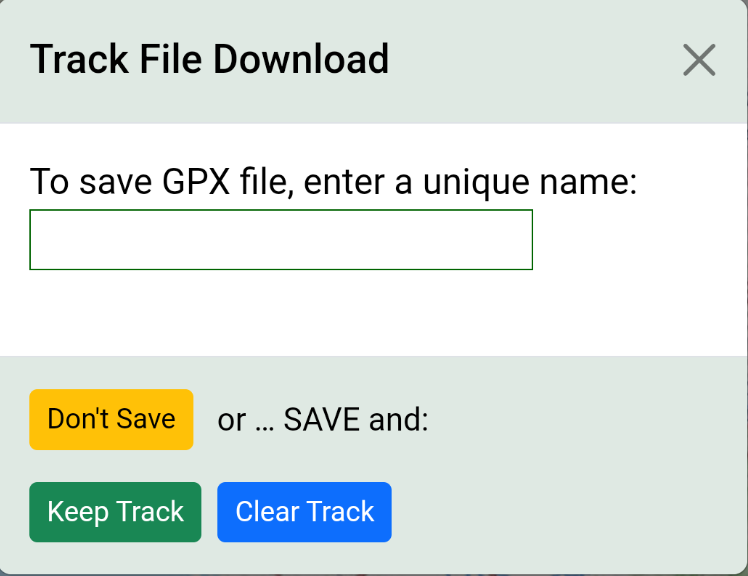 Track File Download
To save GPX file, enter a unique name:
Don't Save or ... SAVE and:
Keep Track Clear Track